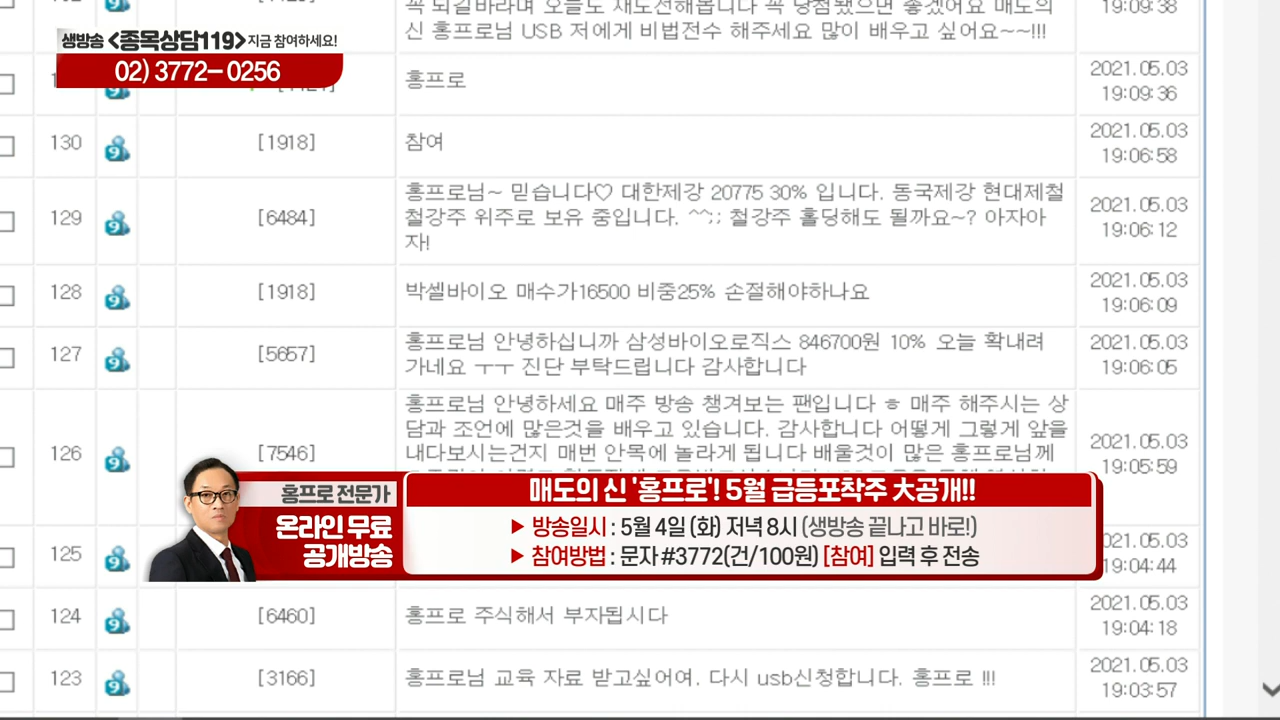 꼭 되길바라며 오늘도 재도전해봅니다 꼭 당첨됐으면 좋겠어요 매도의
19:09:38
생방송 <종목상담119> 지금 참여하세요!
신 홍프로님 USB 저에게 비법전수 해주세요 많이 배우고 싶어요~~!!!
02) 3772-0256
홍프로
2021.05.03
19:09:36
130
[1918]
참여
2021.05.03
19:06:58
129
[6484]
홍프로님~ 믿습니다♡ 대한제강 20775 30% 입니다. 동국제강 현대제철
철강주 위주로 보유 중입니다. ^^;; 철강주 홀딩해도 될까요~? 아자아
자!
2021.05.03
19:06:12
128
[1918]
박셀바이오 매수가16500 비중25% 손절해야하나요
2021.05.03
19:06:09
127
[5657]
홍프로님 안녕하십니까 삼성바이오로직스 846700원 10% 오늘 확내려
가네요 ㅜㅜ 진단 부탁드립니다 감사합니다
2021.05.03
19:06:05
126
[7546]
홍프로님 안녕하세요 매주 방송 챙겨보는 팬입니다 ㅎ 매주 해주시는 상
담과 조언에 많은것을 배우고 있습니다. 감사합니다 어떻게 그렇게 앞을
내다보시는건지 매번 안목에 놀라게 됩니다 배울것이 많은 홍프로님께
2021.05.03
19:05:59
홍프로 전문가
온라인 무료
공개방송
매도의 신 '홍프로'! 5월 급등포착주 大공개!!
▶ 방송일시 : 5월 4일 (화) 저녁 8시 (생방송 끝나고 바로!)
▶ 참여방법 : 문자 #3772(건/100원) [참여] 입력 후 전송
125
19:04:44
124
[6460]
홍프로 주식해서 부자됩시다
2021.05.03
19:04:18
123
[3166]
홍프로님 교육 자료 받고싶어여. 다시 usb신청합니다. 홍프로 !!!
2021.05.03
19:03:57